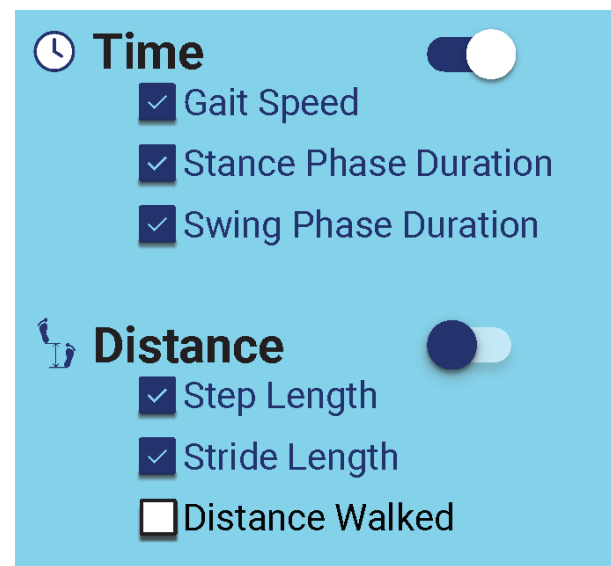 Time
Gait Speed
Stance Phase Duration
Swing Phase Duration
Distance
Step Length
Stride Length
Distance Walked